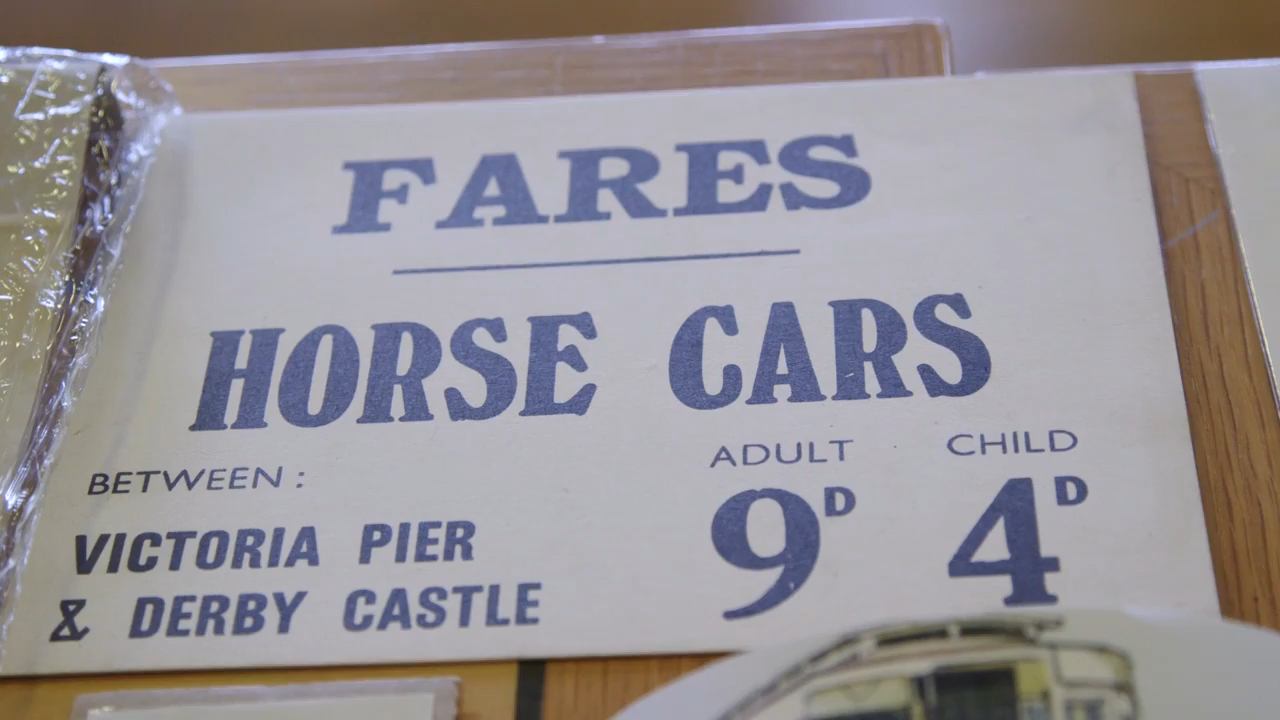 FARES
HORSE CARS
BETWEEN :
ADULT CHILD
VICTORIA PIER
& DERBY CASTLE
9D 4D